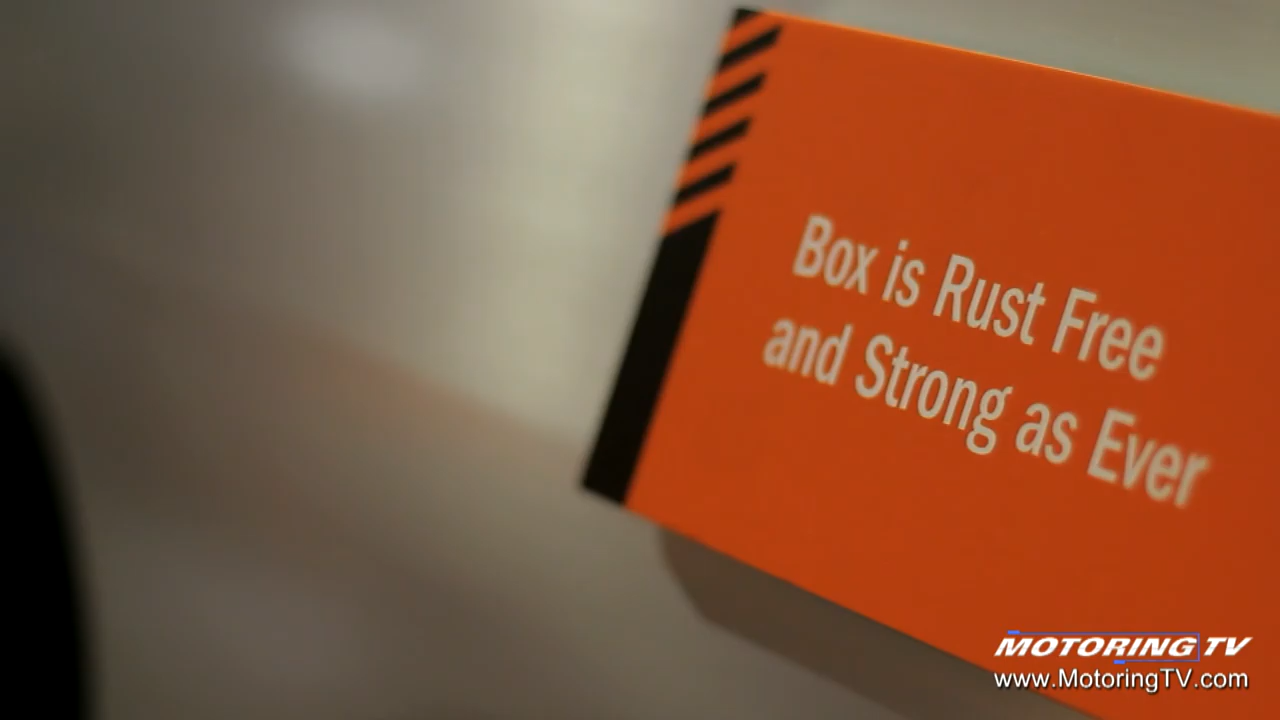 Box is Rust Free
and Strong as Ever
MOTORING TV
www.MotoringTV.com